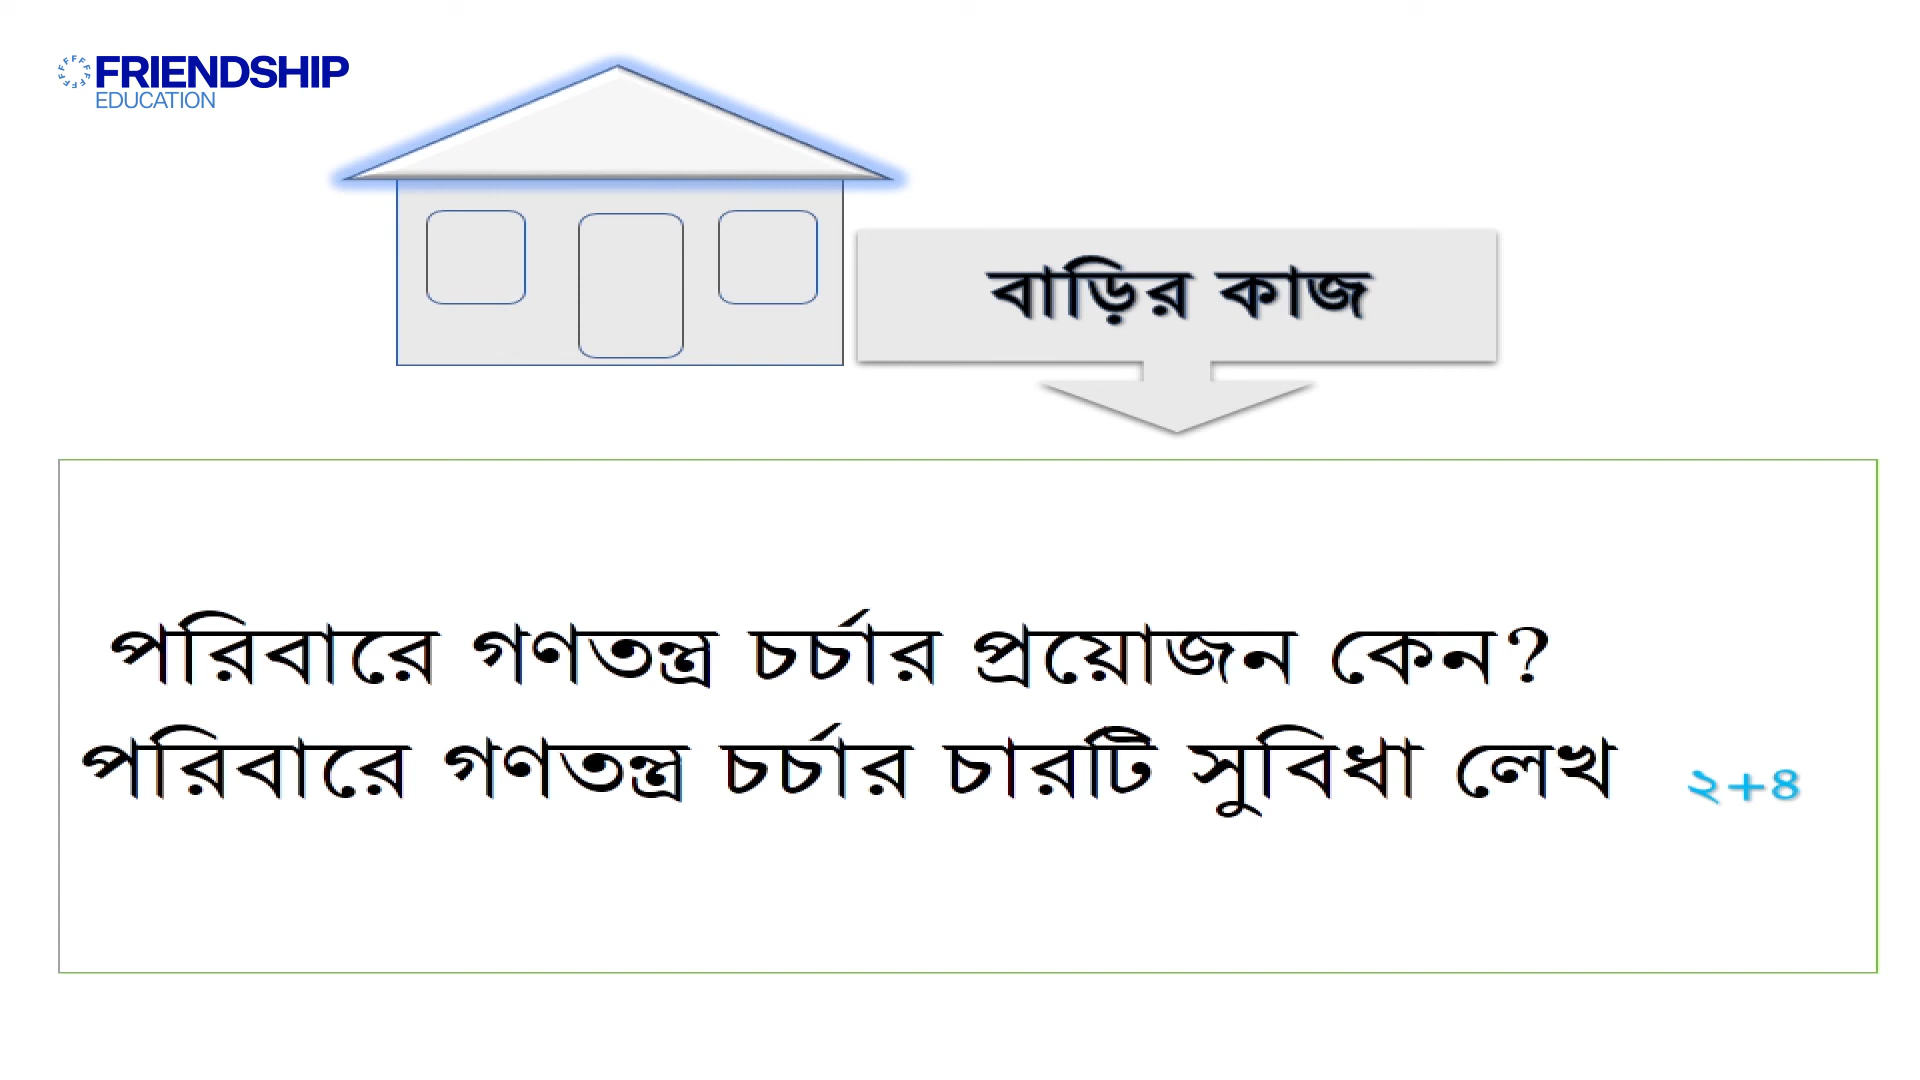 FRIENDSHIP
EDUCATION
বাড়ির কাজ
পরিবারে গণতন্ত্র চর্চার প্রয়োজন কেন?
পরিবারে গণতন্ত্র চর্চার চারটি সুবিধা লেখ ২+৪